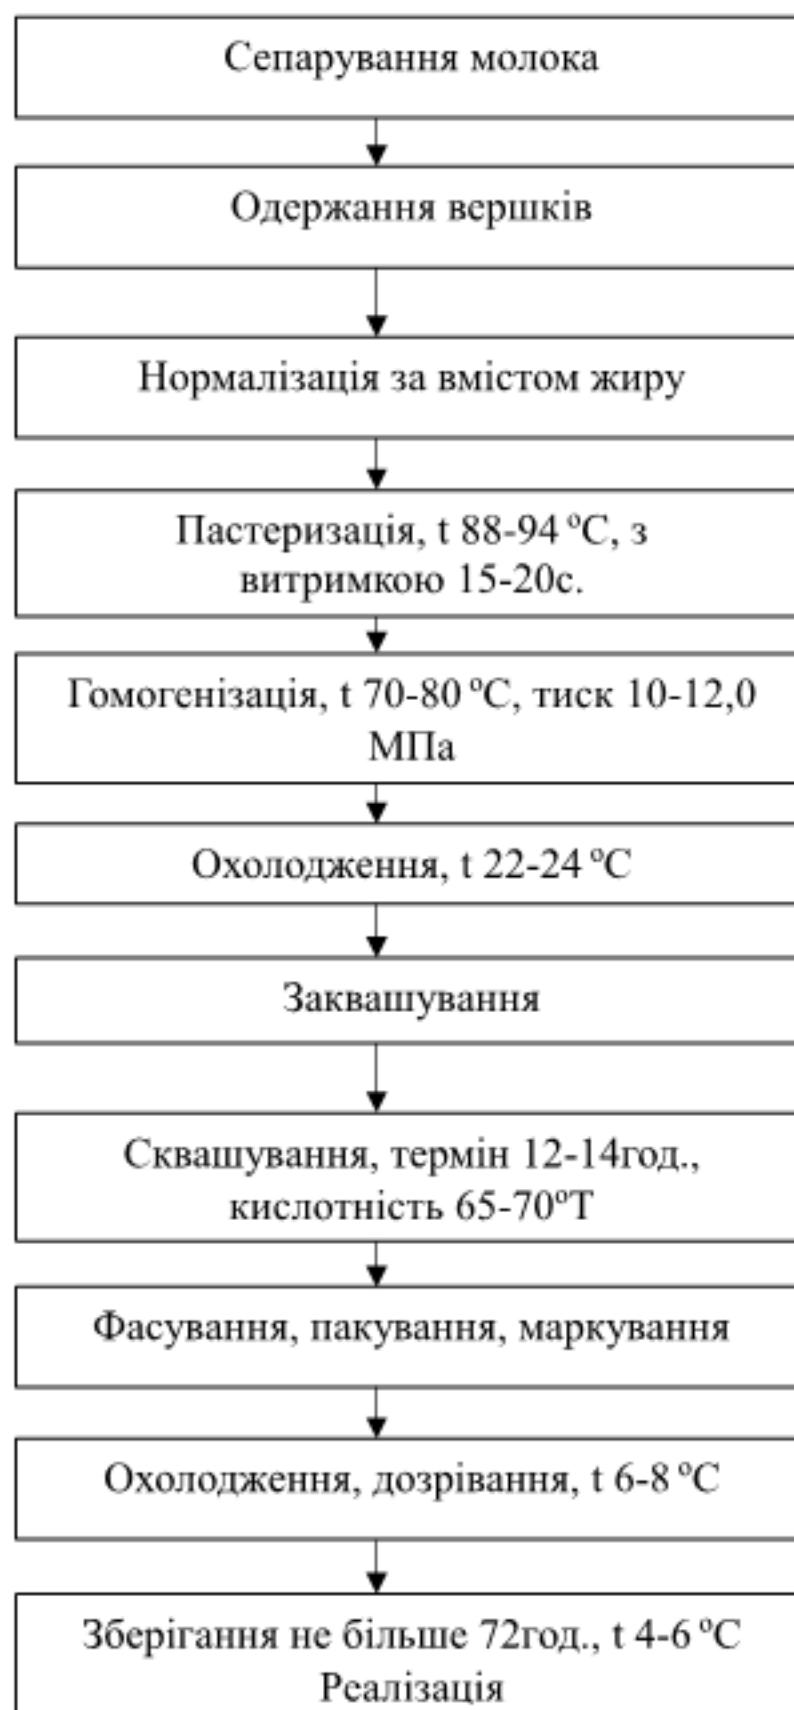 Сепарування молока
Одержання вершків
Нормалізація за вмістом жиру
Пастеризація, t 88-94 ºС, з
витримкою 15-20с.
Гомогенізація, t 70-80 ºС, тиск 10-12,0
МПа
Охолодження, t 22-24 ºС
Заквашування
Сквашування, термін 12-14год.,
кислотність 65-70ºТ
Фасування, пакування, маркування
Охолодження, дозрівання, t 6-8 ºС
Зберігання не більше 72год., t 4-6 ºС
Реалізація